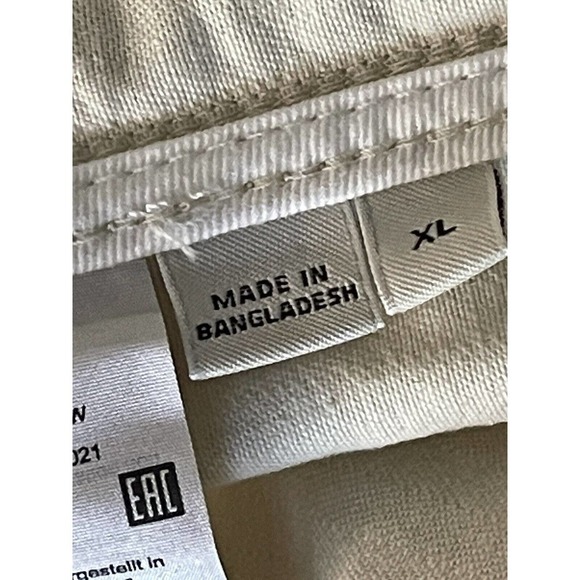 MADE IN
BANGLADESH
XL
W
021
EAC
rgestellt in